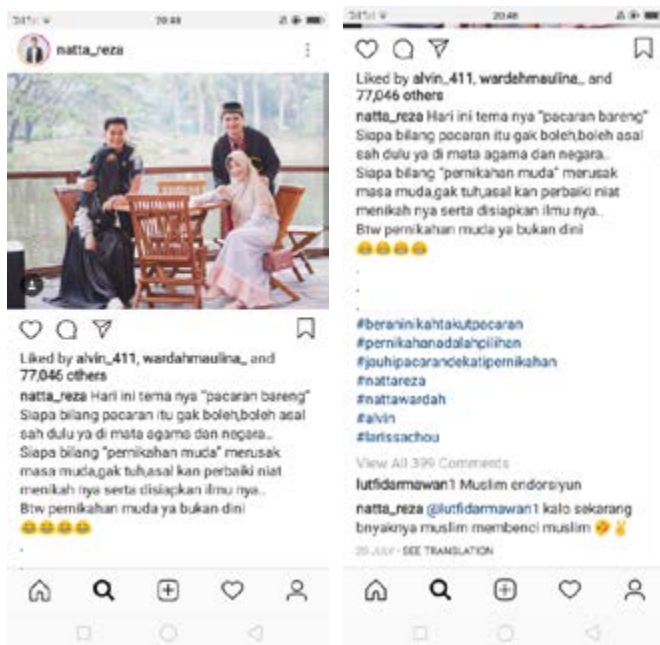 20:48
natta_reza
Liked by alvin_411, wardahmaulina_ and
77,046 others
natta_reza Hari ini tema nya "pacaran bareng"
Siapa bilang pacaran itu gak boleh,boleh asal
sah dulu ya di mata agama dan negara..
Siapa bilang "pernikahan muda" merusak
masa muda,gak tuh,asal kan perbaiki niat
menikah nya serta disiapkan ilmu nya..
Btw pernikahan muda ya bukan dini
😂😂😂😂
.
.
20:48
Liked by alvin_411, wardahmaulina_ and
77,046 others
natta_reza Hari ini tema nya "pacaran bareng"
Siapa bilang pacaran itu gak boleh,boleh asal
sah dulu ya di mata agama dan negara..
Siapa bilang "pernikahan muda" merusak
masa muda,gak tuh,asal kan perbaiki niat
menikah nya serta disiapkan ilmu nya..
Btw pernikahan muda ya bukan dini
😂😂😂😂
.
.
.
#beraninikahtakutpacaran
#pernikahanadalahpilihan
#jauhipacarandekatipernikahan
#nattareza
#nattawardah
#alvin
#larissachou
View All 399 Comments
lutfidarmawan1 Muslim endorsiyun
natta_reza @lutfidarmawan1 kalo sekarang
bnyaknya muslim membenci muslim 🤣✌
20 JULY · SEE TRANSLATION